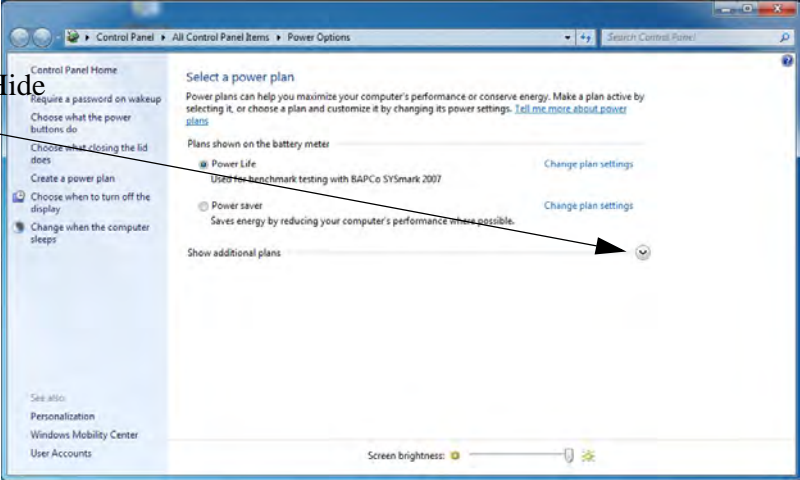 Control Panel ▸ All Control Panel Items ▸ Power Options
Search Control Panel
Control Panel Home
Hide
Require a password on wakeup
Choose what the power
buttons do
Choose what closing the lid
does
Create a power plan
Choose when to turn off the
display
Change when the computer
sleeps
Select a power plan
Power plans can help you maximize your computer's performance or conserve energy. Make a plan active by
selecting it, or choose a plan and customize it by changing its power settings. Tell me more about power
plans
Plans shown on the battery meter
Power Life Change plan settings
Used for benchmark testing with BAPCo SYSmark 2007
Power saver Change plan settings
Saves energy by reducing your computer's performance where possible.
Show additional plans
See also
Personalization
Windows Mobility Center
User Accounts
Screen brightness: